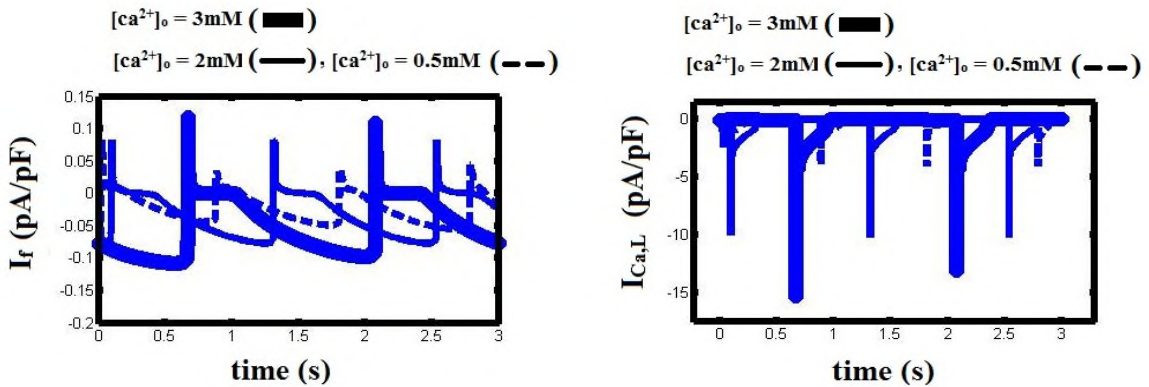 [ca²⁺]ₒ = 3mM ( )
[ca²⁺]ₒ = 2mM ( ) , [ca²⁺]ₒ = 0.5mM ( )
0.15
0.1
0.05
0
-0.05
-0.1
-0.15
-0.2
I_f (pA/pF)
0 0.5 1 1.5 2 2.5 3
time (s)
[ca²⁺]ₒ = 3mM ( )
[ca²⁺]ₒ = 2mM ( ) , [ca²⁺]ₒ = 0.5mM ( )
0
-5
-10
-15
I_Ca,L (pA/pF)
0 0.5 1 1.5 2 2.5 3
time (s)